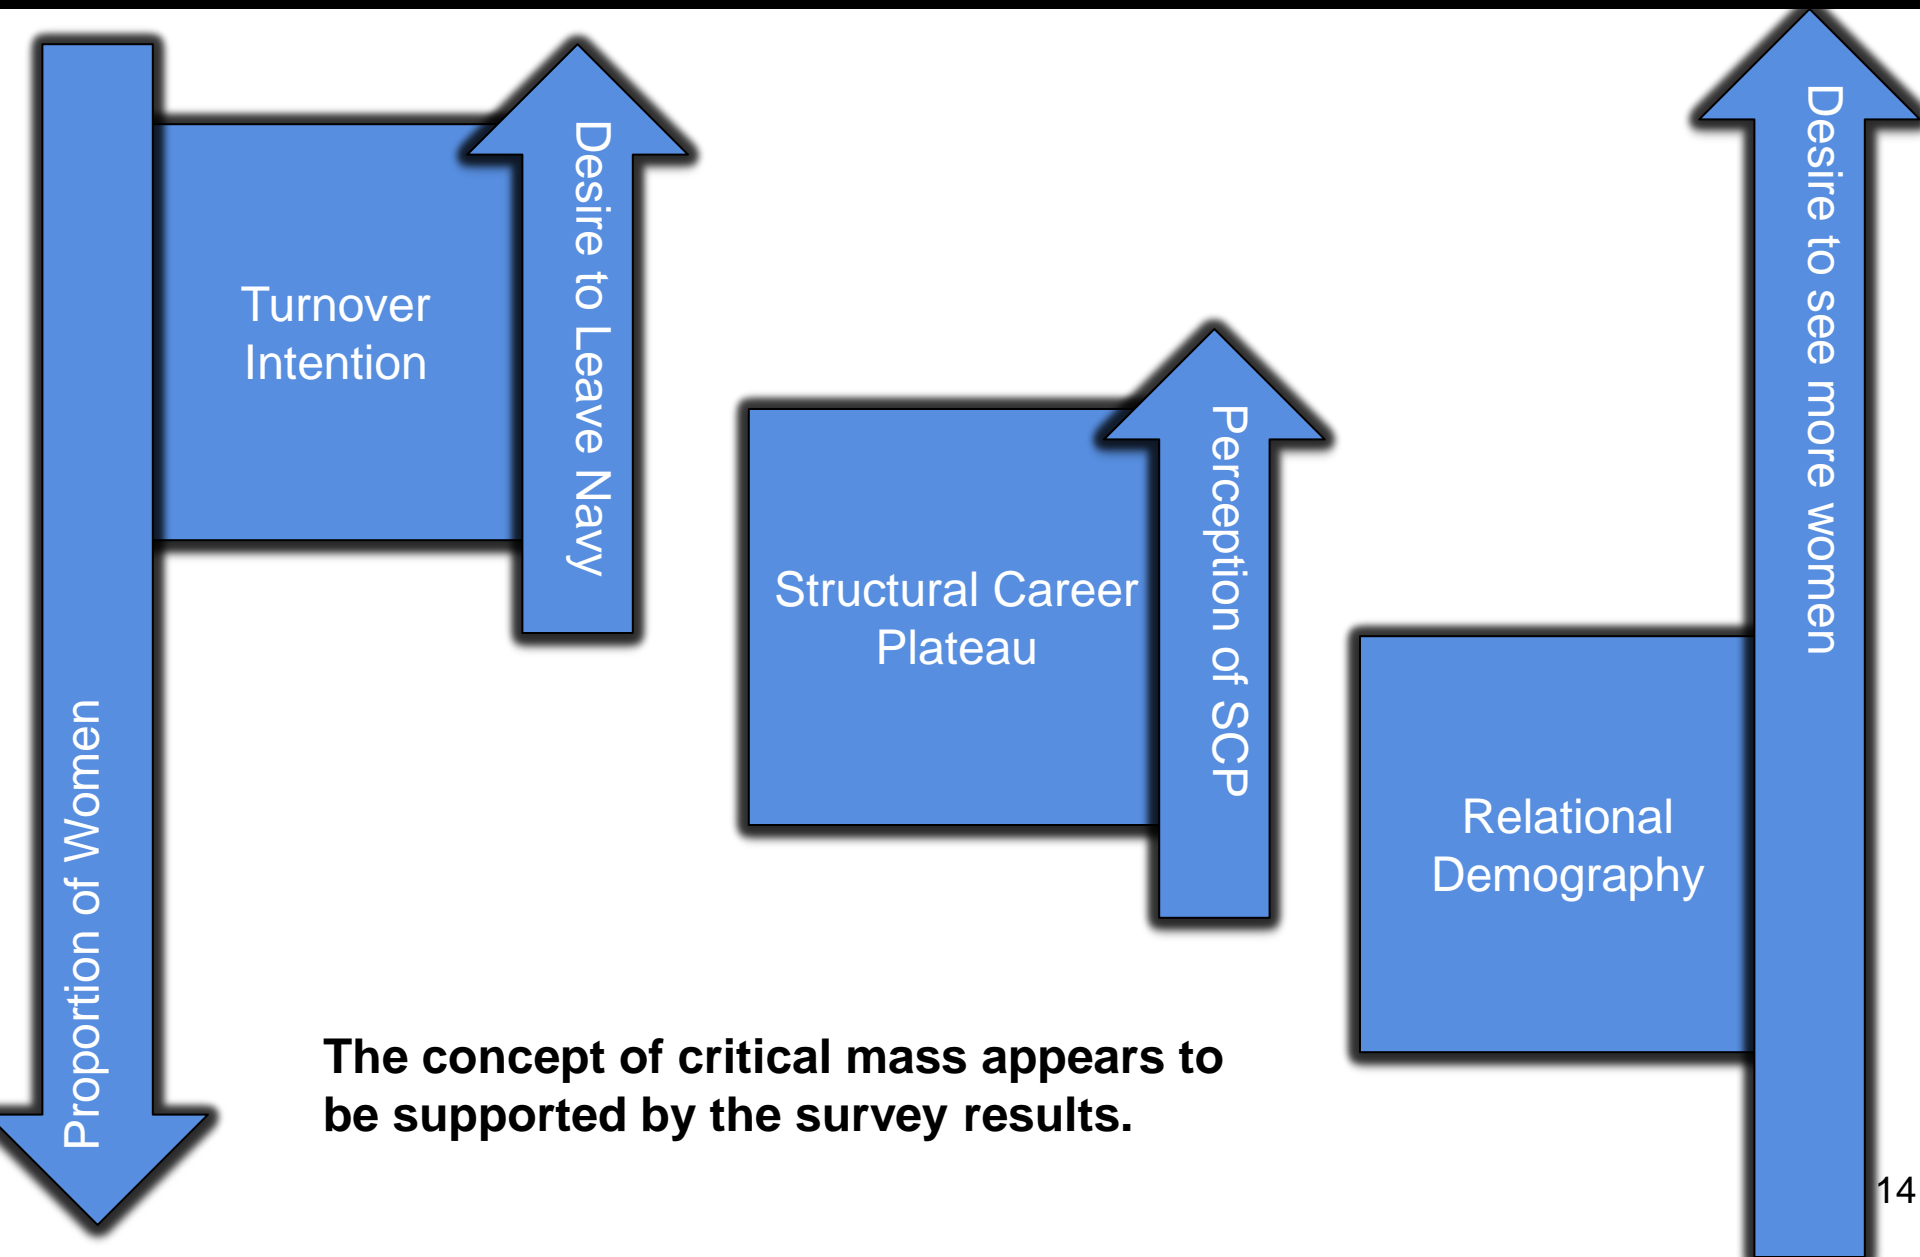 Proportion of Women
Turnover
Intention
Desire to Leave Navy
Structural Career
Plateau
Perception of SCP
Relational
Demography
Desire to see more women
The concept of critical mass appears to
be supported by the survey results.
14